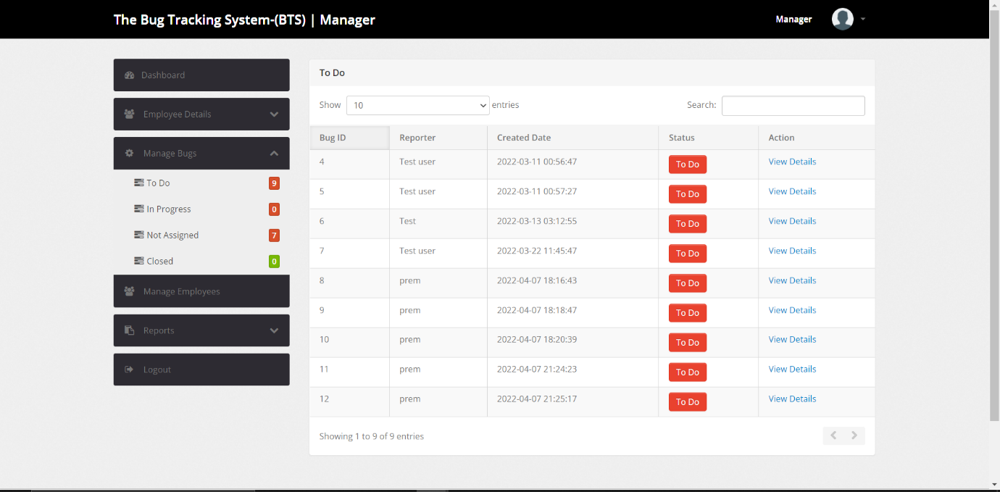 The Bug Tracking System-(BTS) | Manager
Manager
Dashboard
Employee Details
Manage Bugs
To Do 9
In Progress 0
Not Assigned 7
Closed 0
Manage Employees
Reports
Logout
To Do
Show 10 entries Search:
Bug ID Reporter Created Date Status Action
4 Test user 2022-03-11 00:56:47 To Do View Details
5 Test user 2022-03-11 00:57:27 To Do View Details
6 Test 2022-03-13 03:12:55 To Do View Details
7 Test user 2022-03-22 11:45:47 To Do View Details
8 prem 2022-04-07 18:16:43 To Do View Details
9 prem 2022-04-07 18:18:47 To Do View Details
10 prem 2022-04-07 18:20:39 To Do View Details
11 prem 2022-04-07 21:24:23 To Do View Details
12 prem 2022-04-07 21:25:17 To Do View Details
Showing 1 to 9 of 9 entries